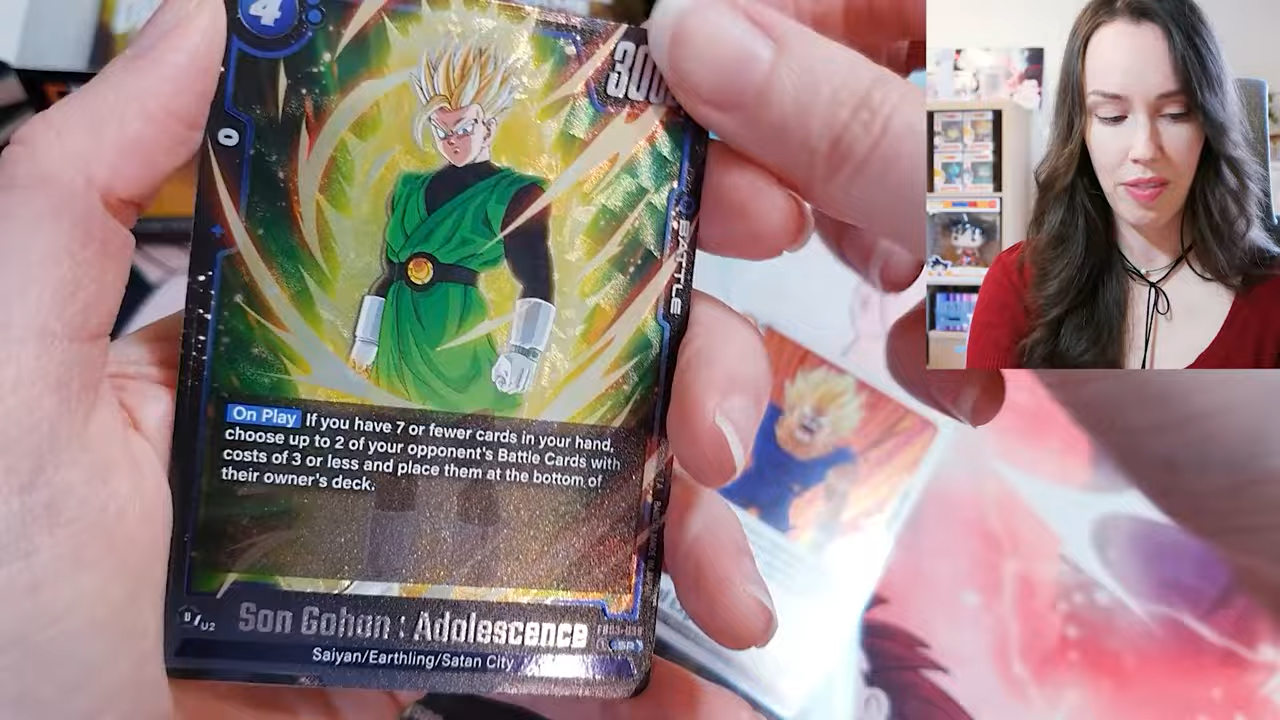 4
300
0
BATTLE
On Play If you have 7 or fewer cards in your hand,
choose up to 2 of your opponent's Battle Cards with
costs of 3 or less and place them at the bottom of
their owner's deck.
Son Gohan : Adolescence
Saiyan/Earthling/Satan City